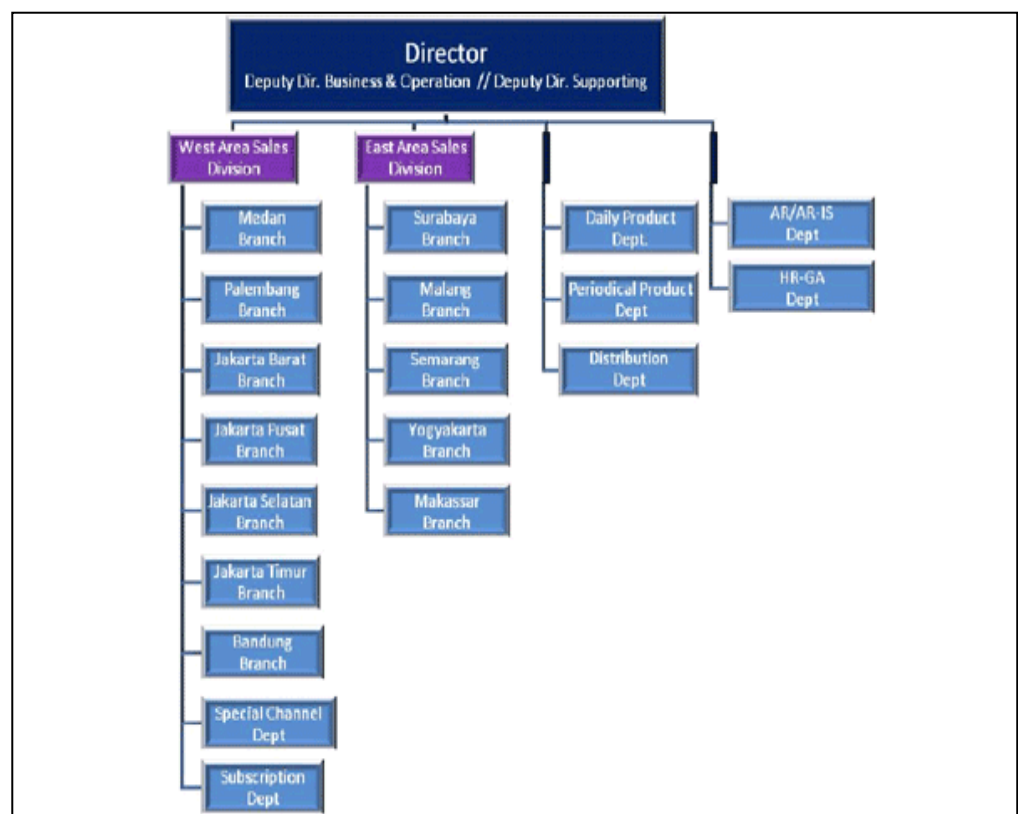 Director
Deputy Dir. Business & Operation // Deputy Dir. Supporting
West Area Sales
Division
Medan
Branch
Palembang
Branch
Jakarta Barat
Branch
Jakarta Pusat
Branch
Jakarta Selatan
Branch
Jakarta Timur
Branch
Bandung
Branch
Special Channel
Dept
Subscription
Dept
East Area Sales
Division
Surabaya
Branch
Malang
Branch
Semarang
Branch
Yogyakarta
Branch
Makassar
Branch
Daily Product
Dept.
Periodical Product
Dept
Distribution
Dept
AR/AR-IS
Dept
HR-GA
Dept